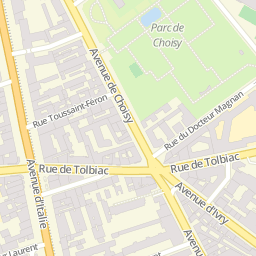 Parc de
Choisy
Avenue de Choisy
Rue Toussaint-Féron
Rue du Docteur Magnan
Rue de Tolbiac
Rue de Tolbiac
Avenue d'Italie
Avenue d'Ivry
Laurent
Avenue